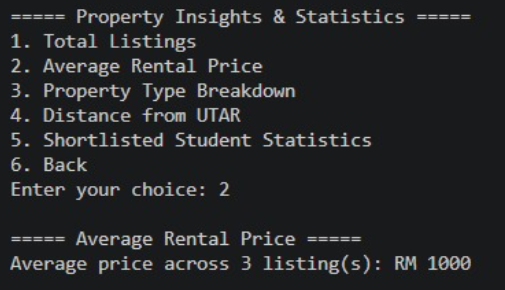 ===== Property Insights & Statistics =====
1. Total Listings
2. Average Rental Price
3. Property Type Breakdown
4. Distance from UTAR
5. Shortlisted Student Statistics
6. Back
Enter your choice: 2
===== Average Rental Price =====
Average price across 3 listing(s): RM 1000